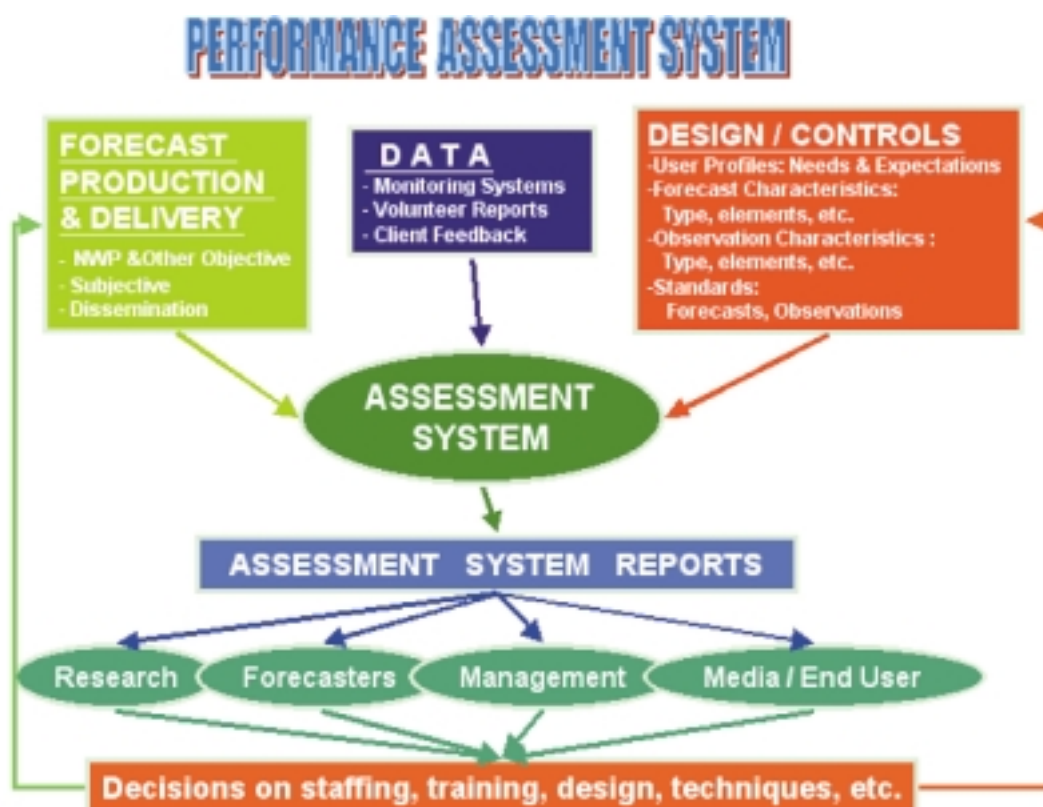 PERFORMANCE ASSESSMENT SYSTEM
FORECAST
PRODUCTION
& DELIVERY
- NWP &Other Objective
- Subjective
- Dissemination
D A T A
- Monitoring Systems
- Volunteer Reports
- Client Feedback
DESIGN / CONTROLS
-User Profiles: Needs & Expectations
-Forecast Characteristics:
Type, elements, etc.
-Observation Characteristics :
Type, elements, etc.
-Standards:
Forecasts, Observations
ASSESSMENT
SYSTEM
ASSESSMENT SYSTEM REPORTS
Research
Forecasters
Management
Media / End User
Decisions on staffing, training, design, techniques, etc.